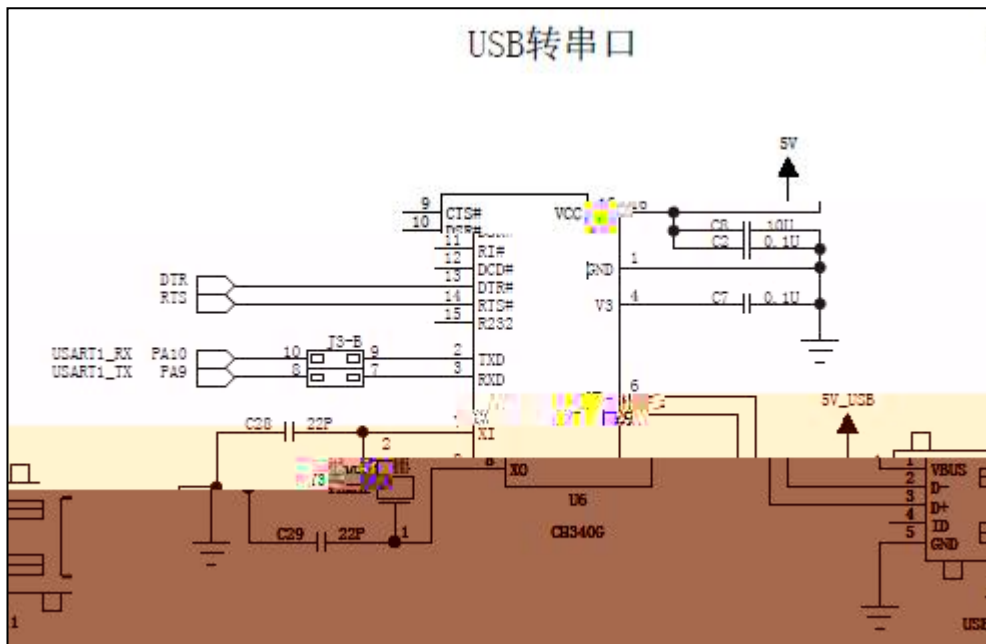 USB转串口
5V
9 CTS# VCC
10 DSR#
C8 10U
11 RI#
C2 0.1U
12 DCD# GND 1
DTR 13 DTR#
RTS 14 RTS# V3 4 C7 0.1U
15 R232
J3-B
USART1_RX PA10 10 9 2 TXD
USART1_TX PA9 8 7 3 RXD
6
5V_USB
C28 22P XI
2
8 XO 1 VBUS
2 D-
U6 3 D+
4 ID
C29 22P 1 CH340G 5 GND
1